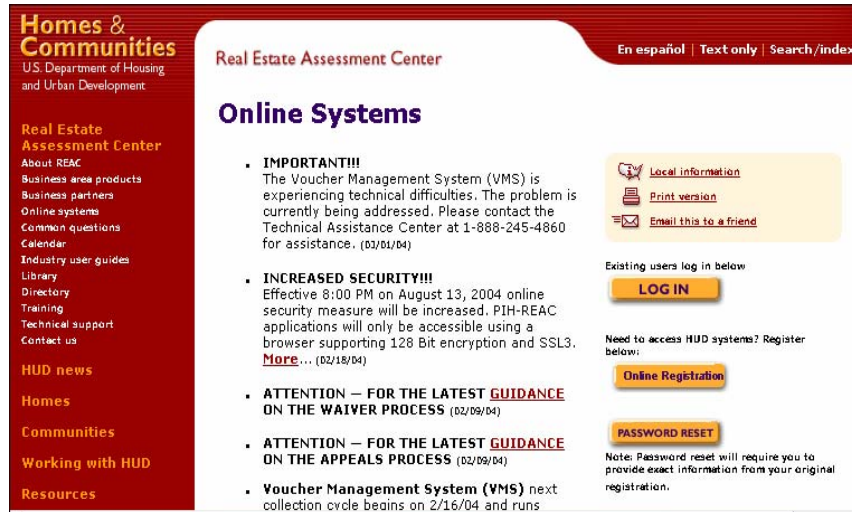 Homes &
Communities
U.S. Department of Housing
and Urban Development
Real Estate Assessment Center
En español | Text only | Search/index
Real Estate
Assessment Center
About REAC
Business area products
Business partners
Online systems
Common questions
Calendar
Industry user guides
Library
Directory
Training
Technical support
Contact us
HUD news
Homes
Communities
Working with HUD
Resources
Online Systems
• IMPORTANT!!!
The Voucher Management System (VMS) is
experiencing technical difficulties. The problem is
currently being addressed. Please contact the
Technical Assistance Center at 1-888-245-4860
for assistance. (03/01/04)
• INCREASED SECURITY!!!
Effective 8:00 PM on August 13, 2004 online
security measure will be increased. PIH-REAC
applications will only be accessible using a
browser supporting 128 Bit encryption and SSL3.
More... (02/18/04)
• ATTENTION — FOR THE LATEST GUIDANCE
ON THE WAIVER PROCESS (02/09/04)
• ATTENTION — FOR THE LATEST GUIDANCE
ON THE APPEALS PROCESS (02/09/04)
• Voucher Management System (VMS) next
collection cycle begins on 2/16/04 and runs
Local information
Print version
Email this to a friend
Existing users log in below
LOG IN
Need to access HUD systems? Register
below:
Online Registration
PASSWORD RESET
Note: Password reset will require you to
provide exact information from your original
registration.